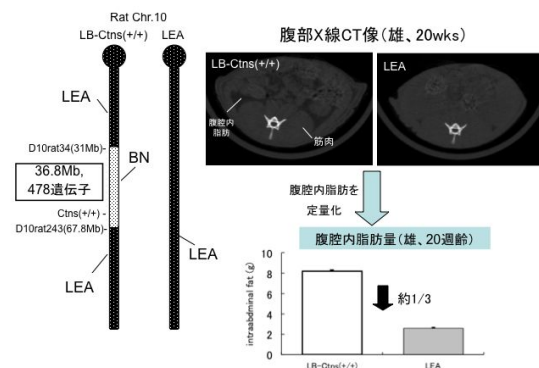 Rat Chr.10
LB-Ctns(+/+) LEA
LEA
D10rat34(31Mb)-
BN
36.8Mb,
478遺伝子
Ctns(+/+) -
D10rat243(67.8Mb)-
LEA
LEA
腹部X線CT像(雄、20wks)
LB-Ctns(+/+)
腹腔内
脂肪
筋肉
LEA
腹腔内脂肪を
定量化
腹腔内脂肪量(雄、20週齢)
intraabdminal fat (g)
10
8
6
4
2
0
約1/3
LB-Ctns(+/+)
LEA